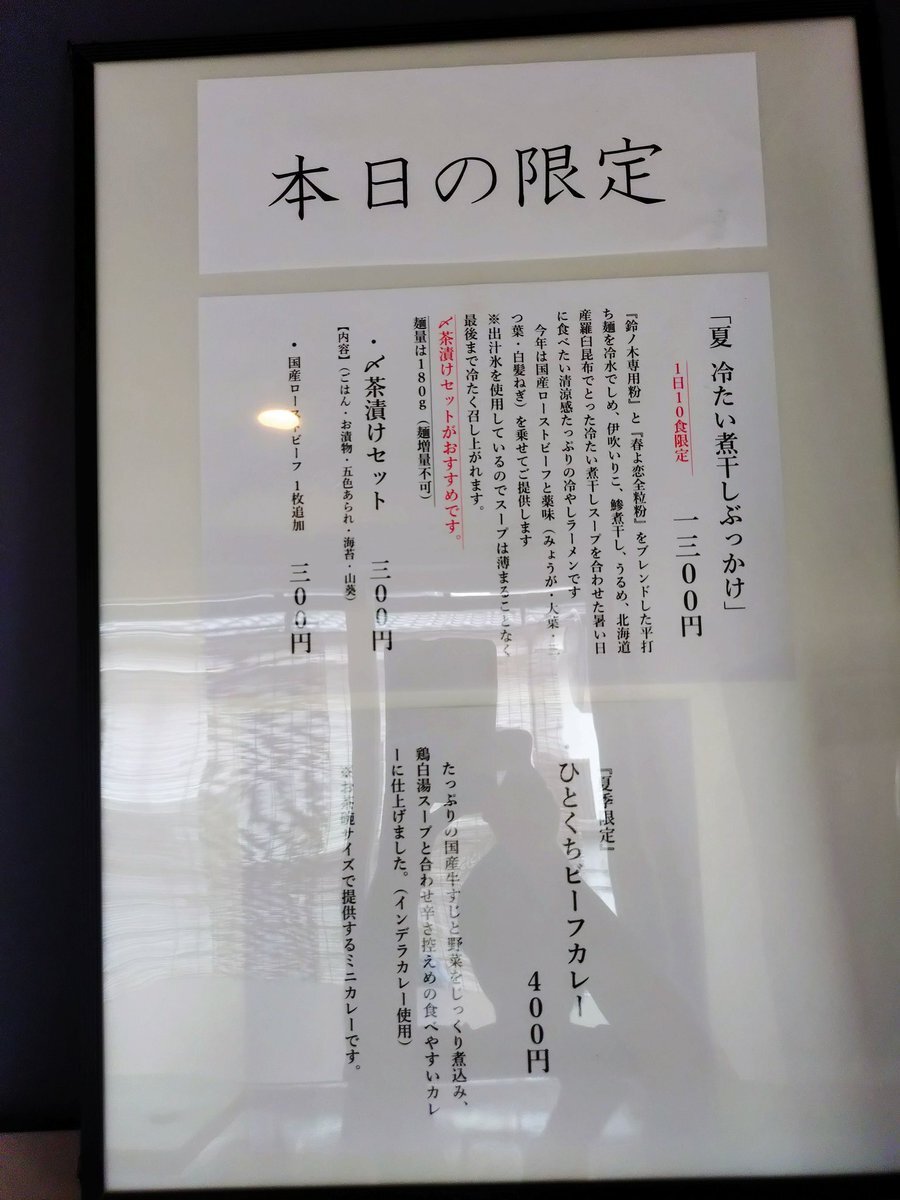 本日の限定
「夏 冷たい煮干しぶっかけ」
1日10食限定
一三00円
『鈴ノ木専用粉』と『春よ恋全粒粉』をブレンドした平打
ち麺を冷水でしめ、伊吹いりこ、鯵煮干し、うるめ、北海道
産羅臼昆布でとった冷たい煮干しスープを合わせた暑い日
に食べたい清涼感たっぷりの冷やしラーメンです
今年は国産ローストビーフと薬味（みょうが・大葉・三
つ葉・白髪ねぎ）を乗せてご提供します
※出汁氷を使用しているのでスープは薄まることなく
最後まで冷たく召し上がれます。
〆茶漬けセットがおすすめです。
麺量は180g（麺増量不可）
・〆茶漬けセット 三00円
【内容】（ごはん・お漬物・五色あられ・海苔・山葵）
・国産ローストビーフ 1枚追加 三00円
『夏季限定』
ひとくちビーフカレー
400円
たっぷりの国産牛すじと野菜をじっくり煮込み、
鶏白湯スープと合わせ辛さ控えめの食べやすいカレ
ーに仕上げました。（インデラカレー使用）
※お茶碗サイズで提供するミニカレーです。